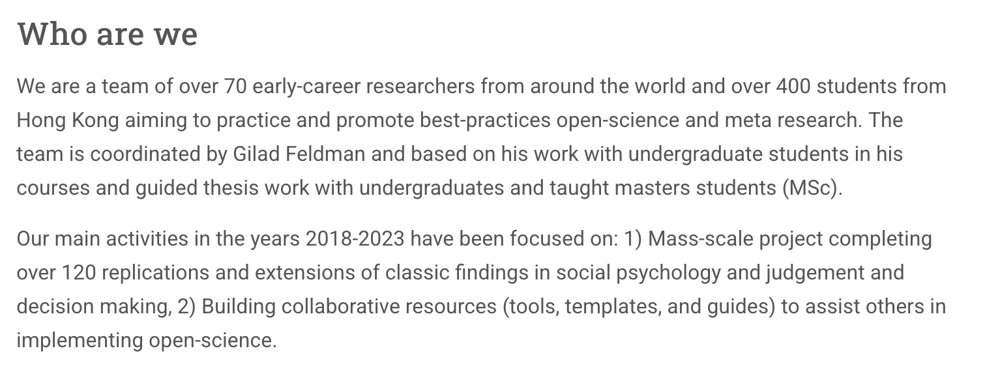 Who are we
We are a team of over 70 early-career researchers from around the world and over 400 students from
Hong Kong aiming to practice and promote best-practices open-science and meta research. The
team is coordinated by Gilad Feldman and based on his work with undergraduate students in his
courses and guided thesis work with undergraduates and taught masters students (MSc).
Our main activities in the years 2018-2023 have been focused on: 1) Mass-scale project completing
over 120 replications and extensions of classic findings in social psychology and judgement and
decision making, 2) Building collaborative resources (tools, templates, and guides) to assist others in
implementing open-science.